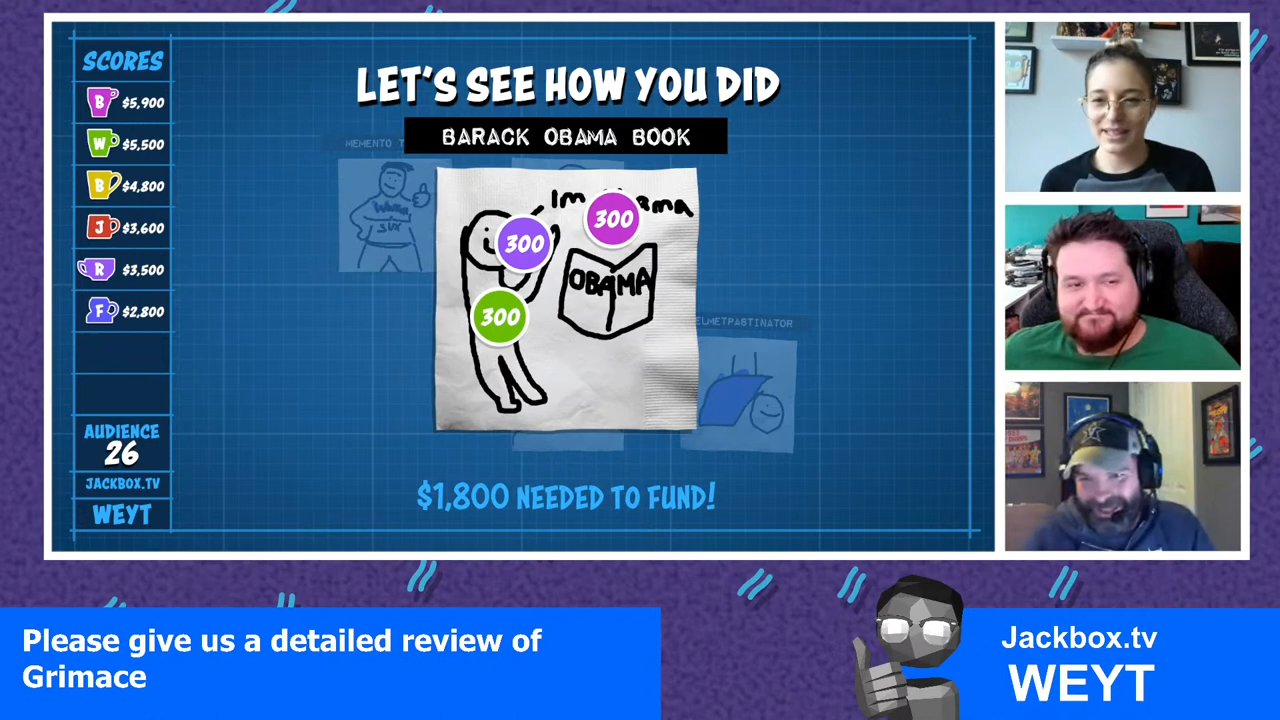 SCORES
B $5,900
W $5,500
B $4,800
J $3,600
R $3,500
F $2,800
AUDIENCE
26
JACKBOX.TV
WEYT
LET'S SEE HOW YOU DID
BARACK OBAMA BOOK
MEMENTO
SIX
300
300
OBAMA
300
$1,800 NEEDED TO FUND!
Please give us a detailed review of
Grimace
Jackbox.tv
WEYT